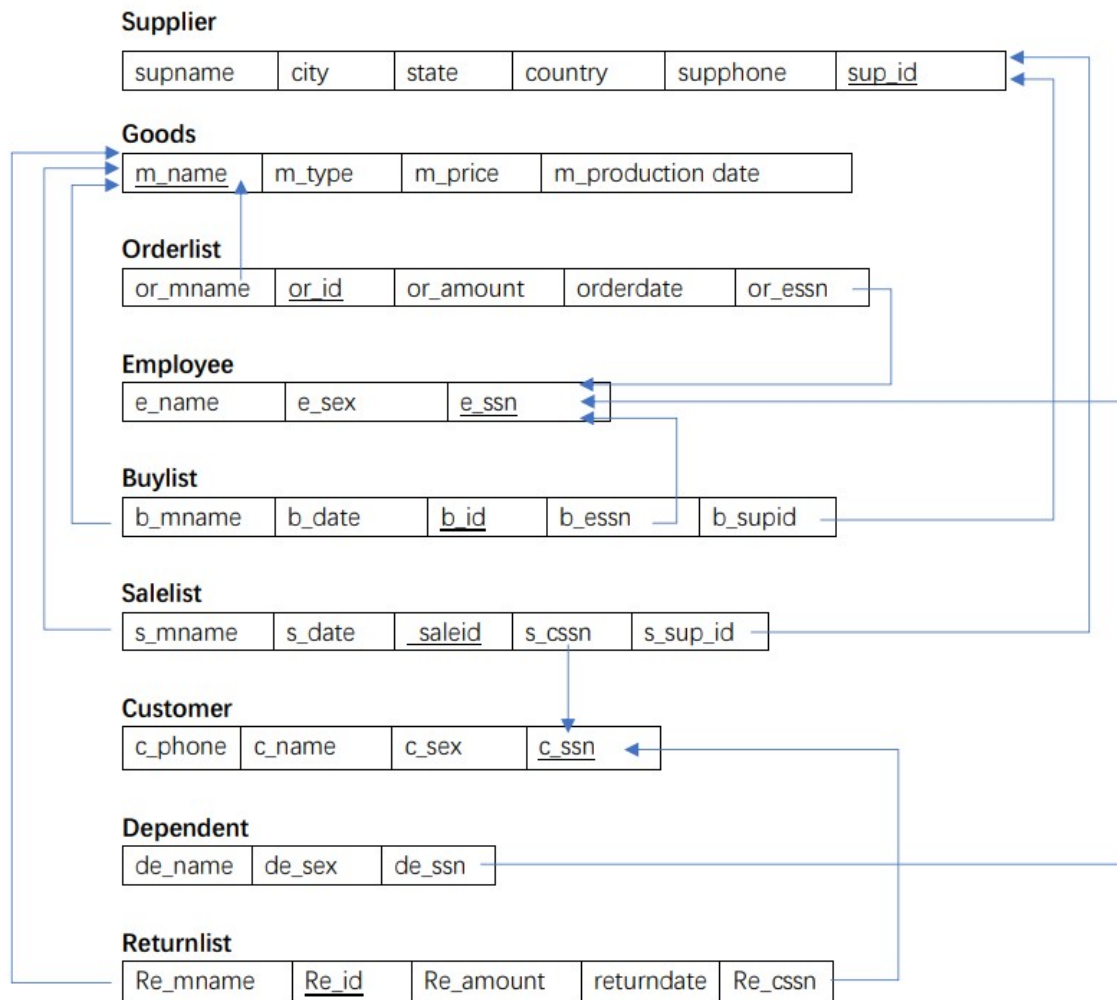 Supplier
supname city state country supphone sup_id
Goods
m_name m_type m_price m_production date
Orderlist
or_mname or_id or_amount orderdate or_essn
Employee
e_name e_sex e_ssn
Buylist
b_mname b_date b_id b_essn b_supid
Salelist
s_mname s_date saleid s_cssn s_sup_id
Customer
c_phone c_name c_sex c_ssn
Dependent
de_name de_sex de_ssn
Returnlist
Re_mname Re_id Re_amount returndate Re_cssn